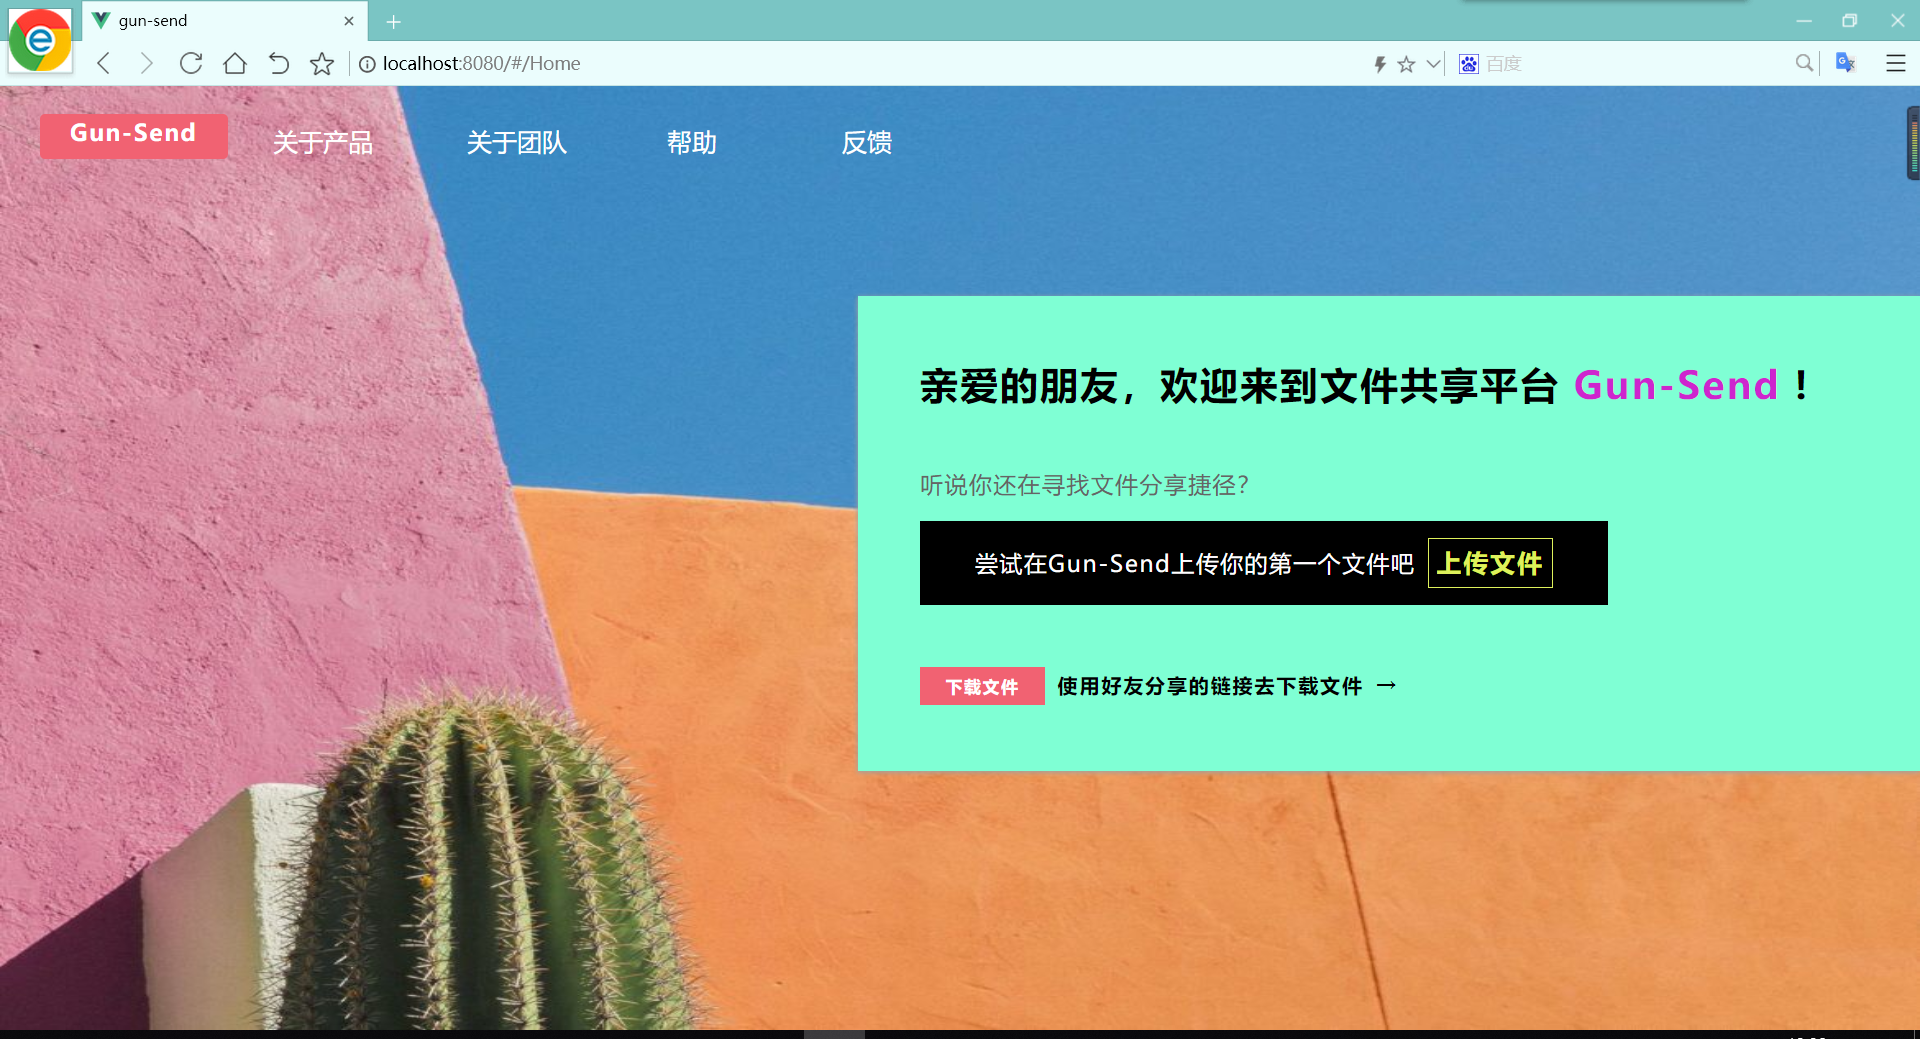 gun-send
localhost:8080/#/Home
百度
Gun-Send
关于产品
关于团队
帮助
反馈
亲爱的朋友，欢迎来到文件共享平台 Gun-Send！
听说你还在寻找文件分享捷径？
尝试在Gun-Send上传你的第一个文件吧 上传文件
下载文件 使用好友分享的链接去下载文件 →